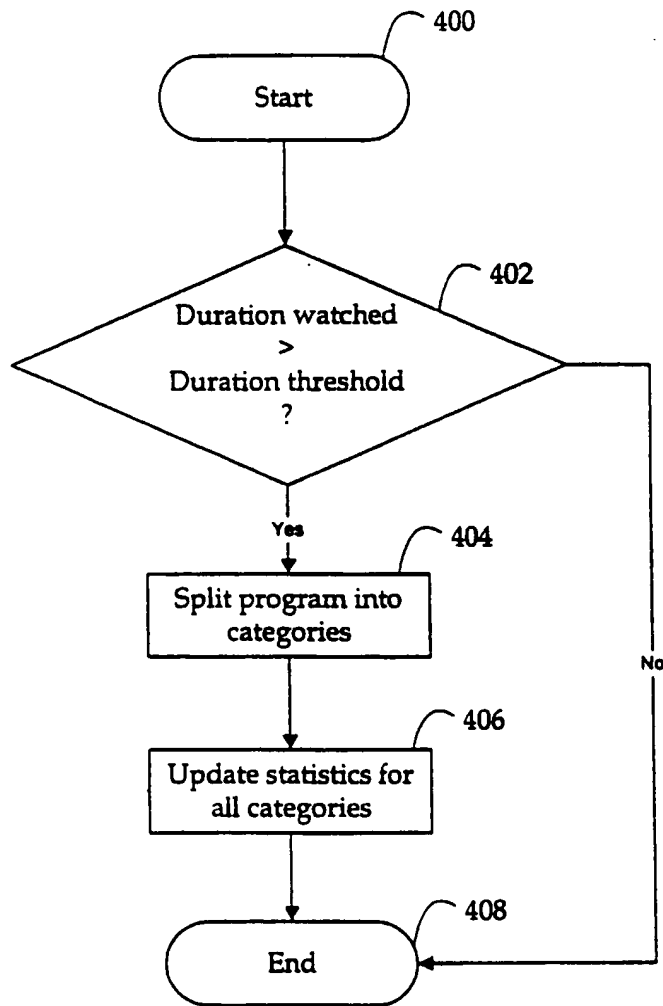 400
Start
402
Duration watched
>
Duration threshold
?
Yes
404
Split program into
categories
No
406
Update statistics for
all categories
408
End